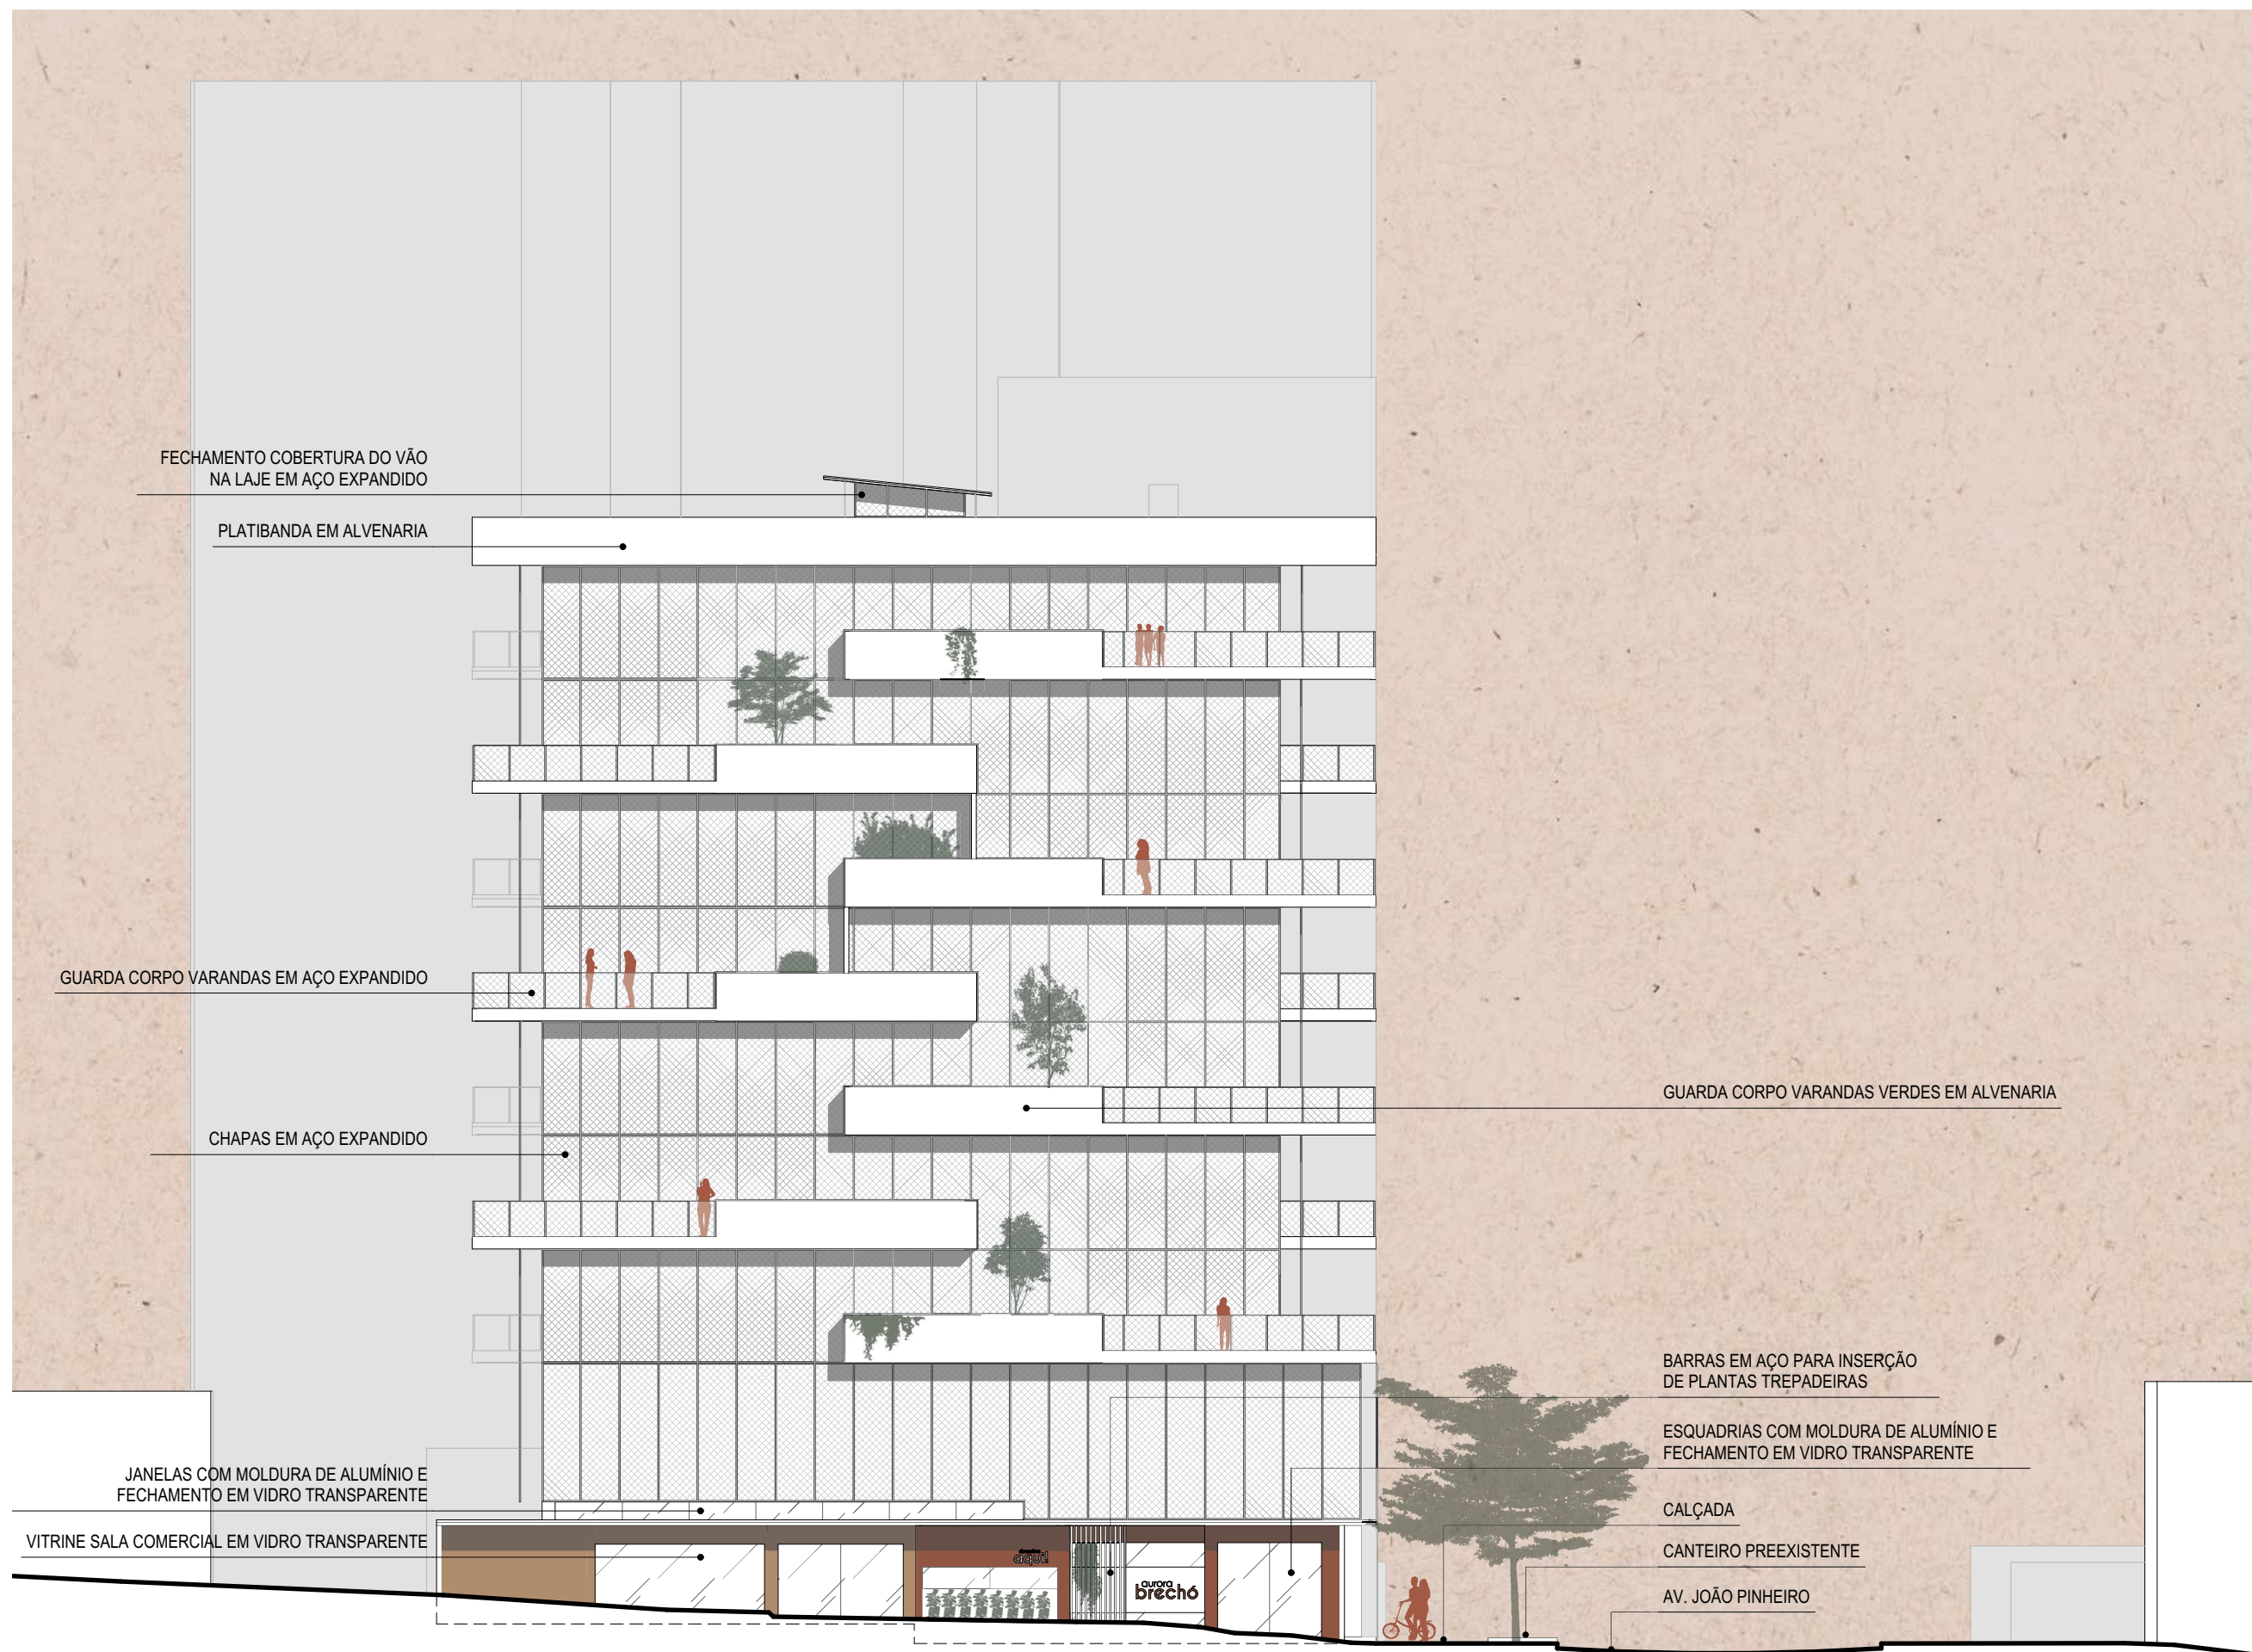 FECHAMENTO COBERTURA DO VÃO
NA LAJE EM AÇO EXPANDIDO
PLATIBANDA EM ALVENARIA
GUARDA CORPO VARANDAS EM AÇO EXPANDIDO
GUARDA CORPO VARANDAS VERDES EM ALVENARIA
CHAPAS EM AÇO EXPANDIDO
BARRAS EM AÇO PARA INSERÇÃO
DE PLANTAS TREPADEIRAS
ESQUADRIAS COM MOLDURA DE ALUMÍNIO E
FECHAMENTO EM VIDRO TRANSPARENTE
JANELAS COM MOLDURA DE ALUMÍNIO E
FECHAMENTO EM VIDRO TRANSPARENTE
CALÇADA
VITRINE SALA COMERCIAL EM VIDRO TRANSPARENTE
CANTEIRO PREEXISTENTE
aqui!
aurora
brechó
AV. JOÃO PINHEIRO